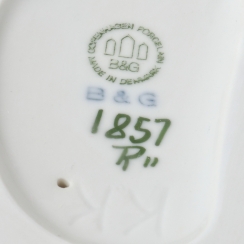 COPENHAGEN PORCELAIN
B&G
MADE IN DENMARK
B & G
1857
R"